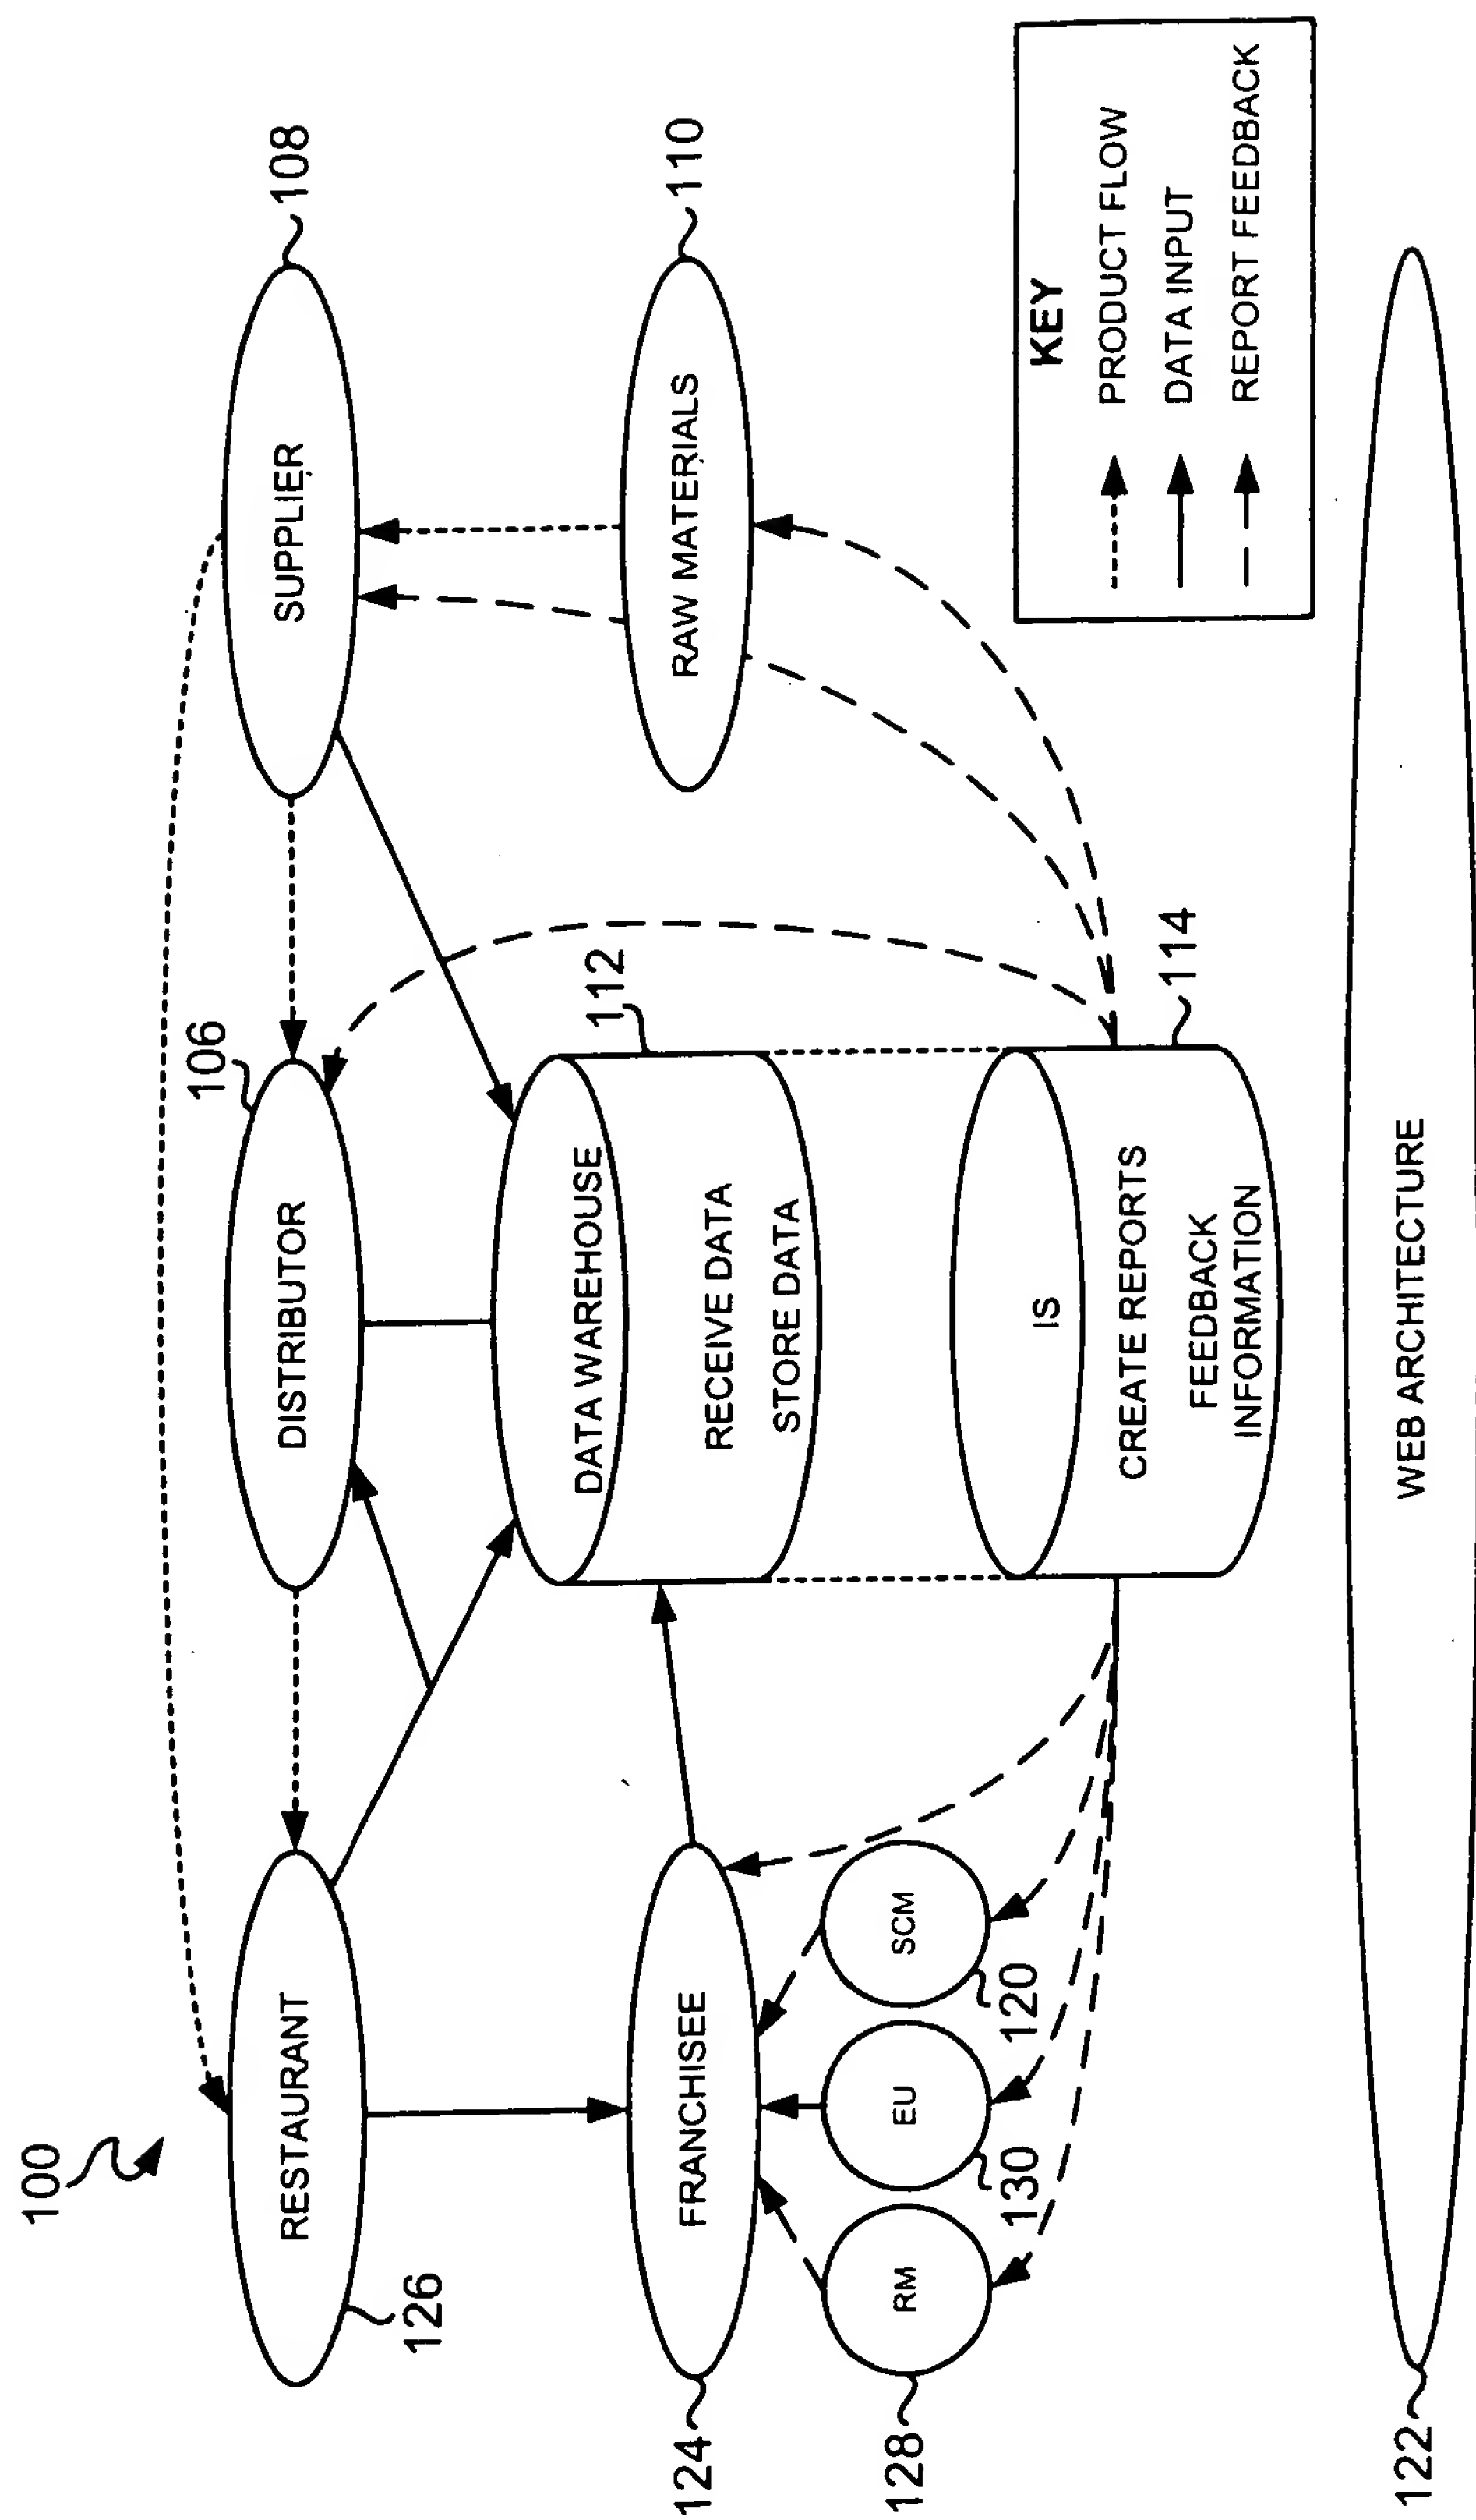 100
126
RESTAURANT
106
DISTRIBUTOR
SUPPLIER
108
124
FRANCHISEE
DATA WAREHOUSE
112
RAW MATERIALS
110
RECEIVE DATA
STORE DATA
128
RM
EU
SCM
130
120
IS
CREATE REPORTS
FEEDBACK
INFORMATION
114
KEY
PRODUCT FLOW
DATA INPUT
REPORT FEEDBACK
122
WEB ARCHITECTURE